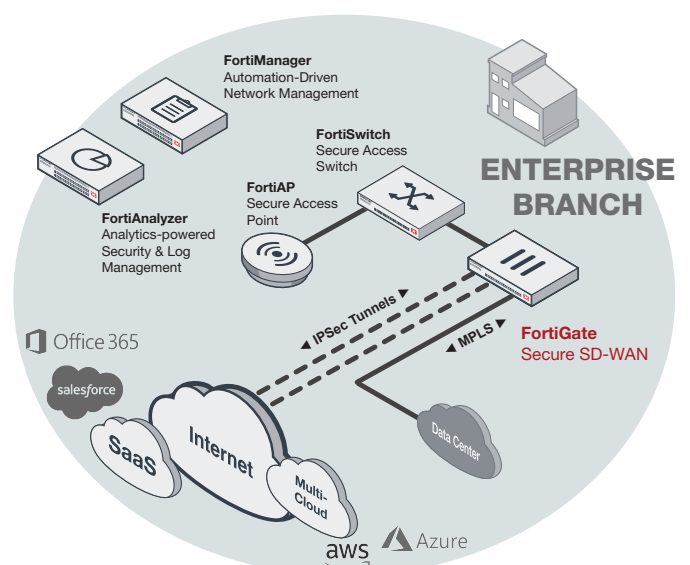 FortiManager
Automation-Driven
Network Management
FortiSwitch
Secure Access
Switch
ENTERPRISE
BRANCH
FortiAP
Secure Access
Point
FortiAnalyzer
Analytics-powered
Security & Log
Management
◄ IPSec Tunnels ►
◄ MPLS ►
FortiGate
Secure SD-WAN
Office 365
salesforce
SaaS
Internet
Multi-
Cloud
Data Center
aws
Azure